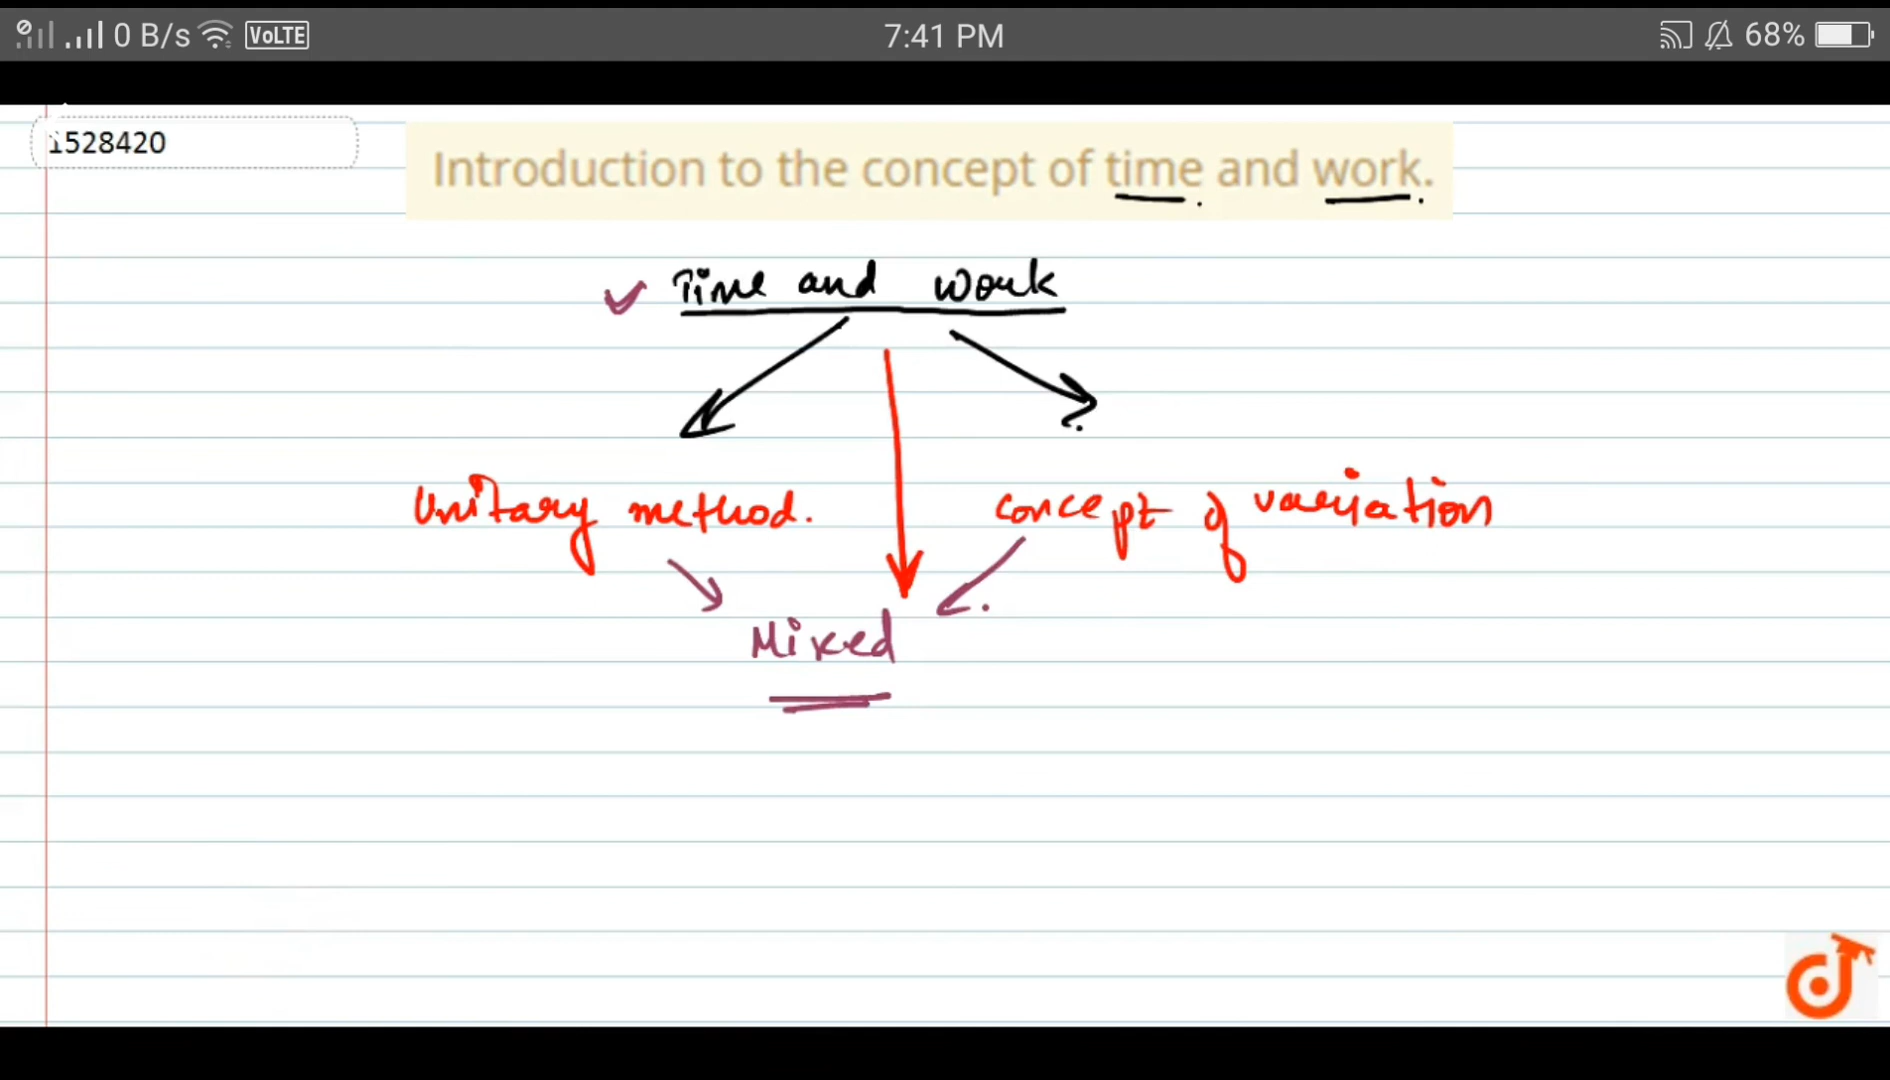 0 B/s VoLTE 7:41 PM 68%
1528420
Introduction to the concept of time and work.
Time and Work
Unitary method. concept of variation
Mixed